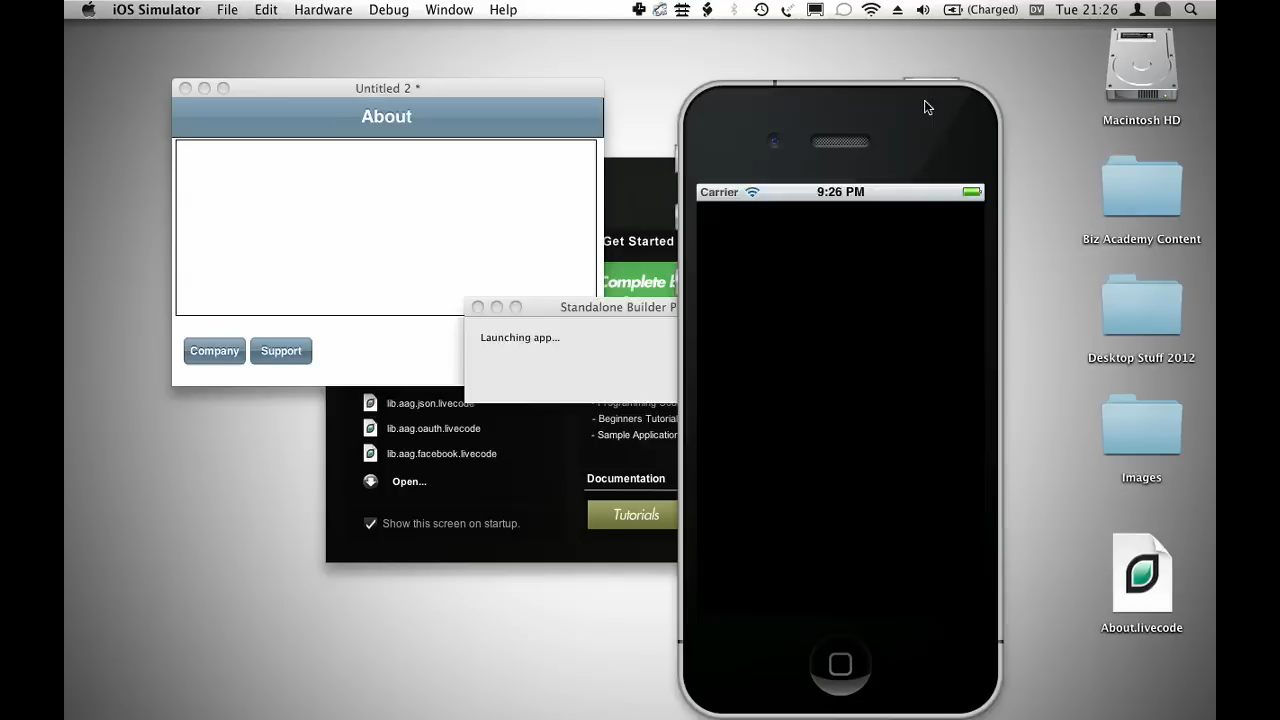 iOS Simulator File Edit Hardware Debug Window Help (Charged) DV Tue 21:26
Untitled 2 *
About
Company Support
Get Started
Complete
Standalone Builder P
Launching app...
lib.aag.json.livecode
lib.aag.oauth.livecode
lib.aag.facebook.livecode
Open...
Show this screen on startup.
- Beginners Tutorial
- Sample Application
Documentation
Tutorials
Carrier 9:26 PM
Macintosh HD
Biz Academy Content
Desktop Stuff 2012
Images
About.livecode